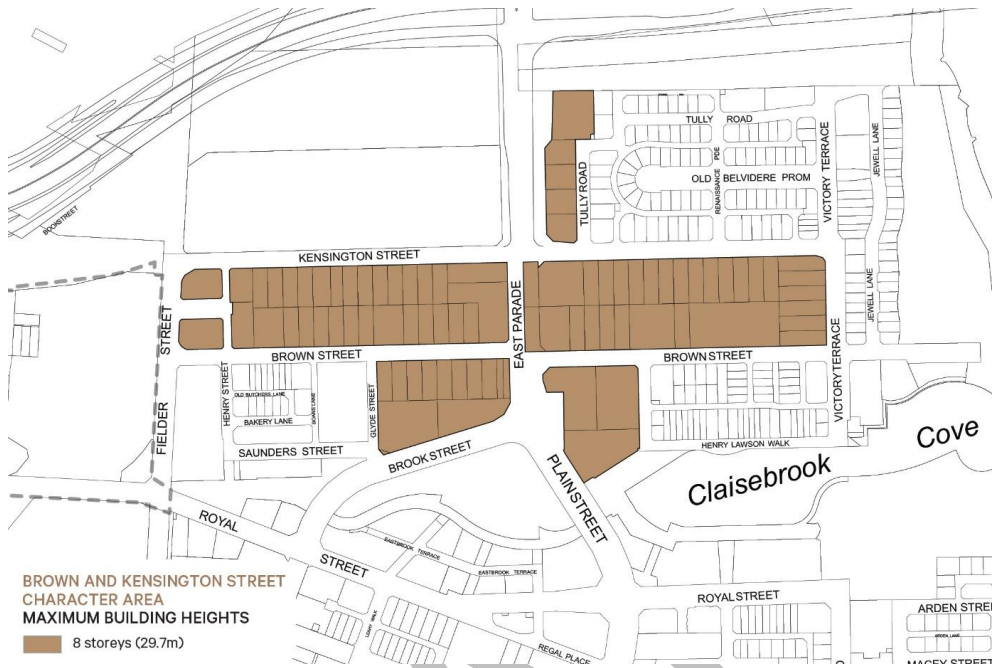 TULLY ROAD
TULLY ROAD
RENAISSANCE PDE
OLD BELVIDERE PROM
VICTORY TERRACE
JEWELL LANE
KENSINGTON STREET
FIELDER STREET
EAST PARADE
JEWELL LANE
BROWN STREET
BROWN STREET
VICTORY TERRACE
HENRY STREET
OLD BUTCHERS LANE
BAKERY LANE
GLYDE STREET
SAUNDERS STREET
BROOK STREET
HENRY LAWSON WALK
PLAIN STREET
Claisebrook Cove
ROYAL STREET
EASTBROOK TERRACE
EASTBROOK TERRACE
ROYAL STREET
REGAL PLACE
ARDEN STREE
ARDEN LANE
MACEY STREET
BROWN AND KENSINGTON STREET
CHARACTER AREA
MAXIMUM BUILDING HEIGHTS
8 storeys (29.7m)